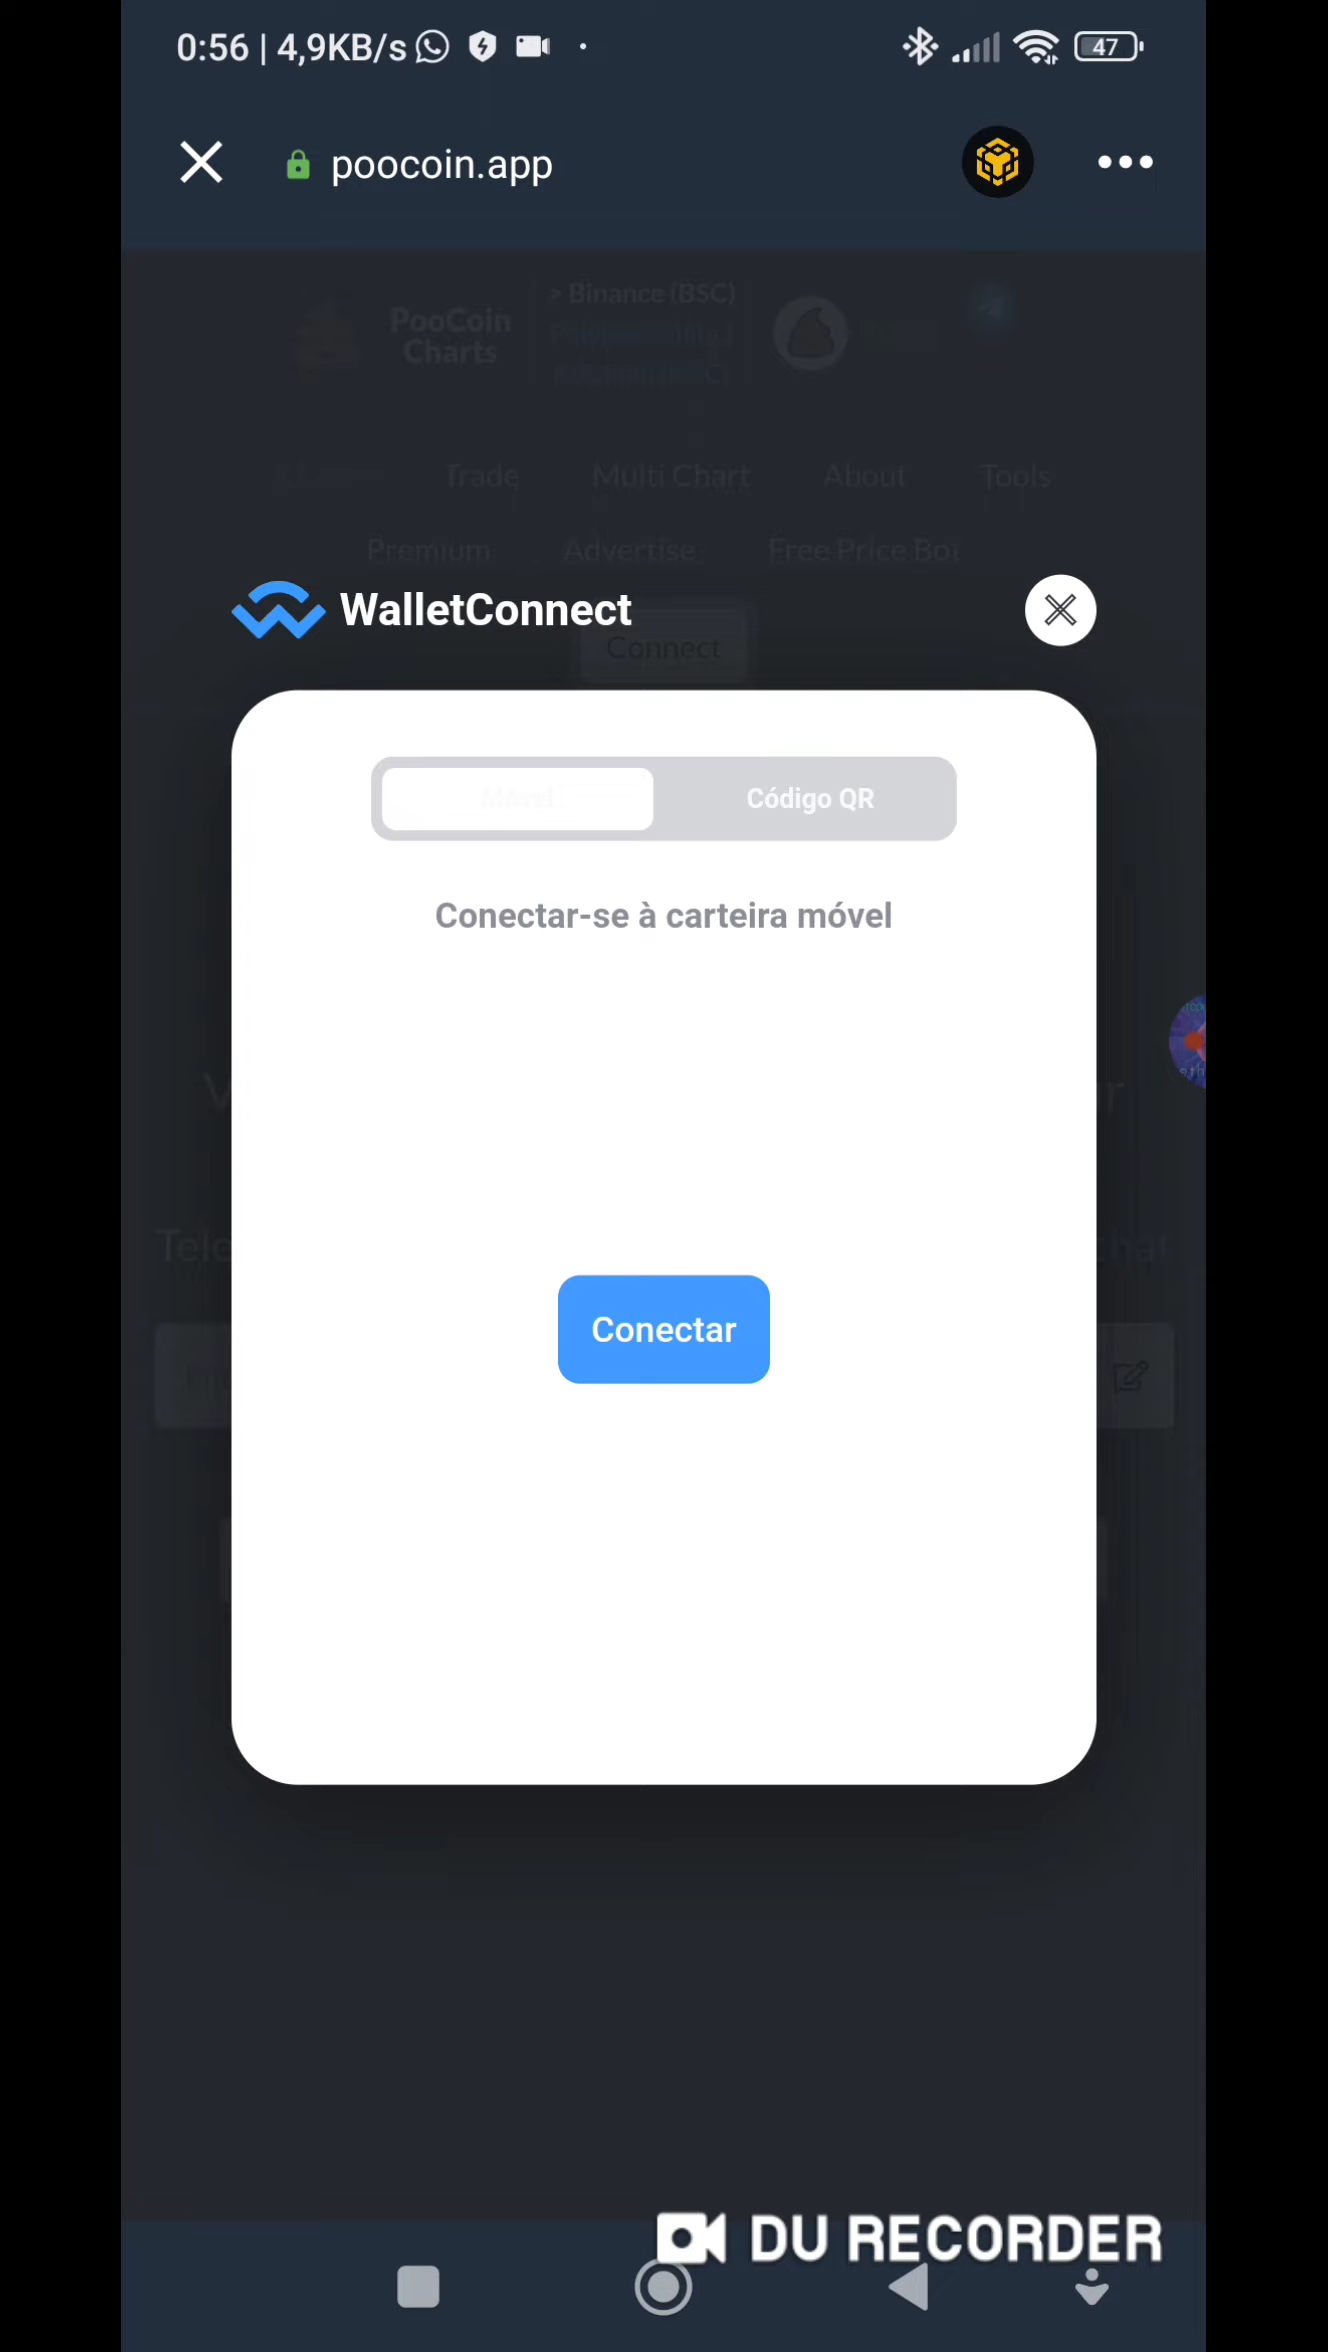 0:56 | 4,9KB/s
47
poocoin.app
> Binance (BSC)
PooCoin
Charts
Trade
Multi Chart
About
Tools
Premium
Advertise
Free Price Bot
WalletConnect
Connect
Móvel
Código QR
Conectar-se à carteira móvel
Conectar
DU RECORDER